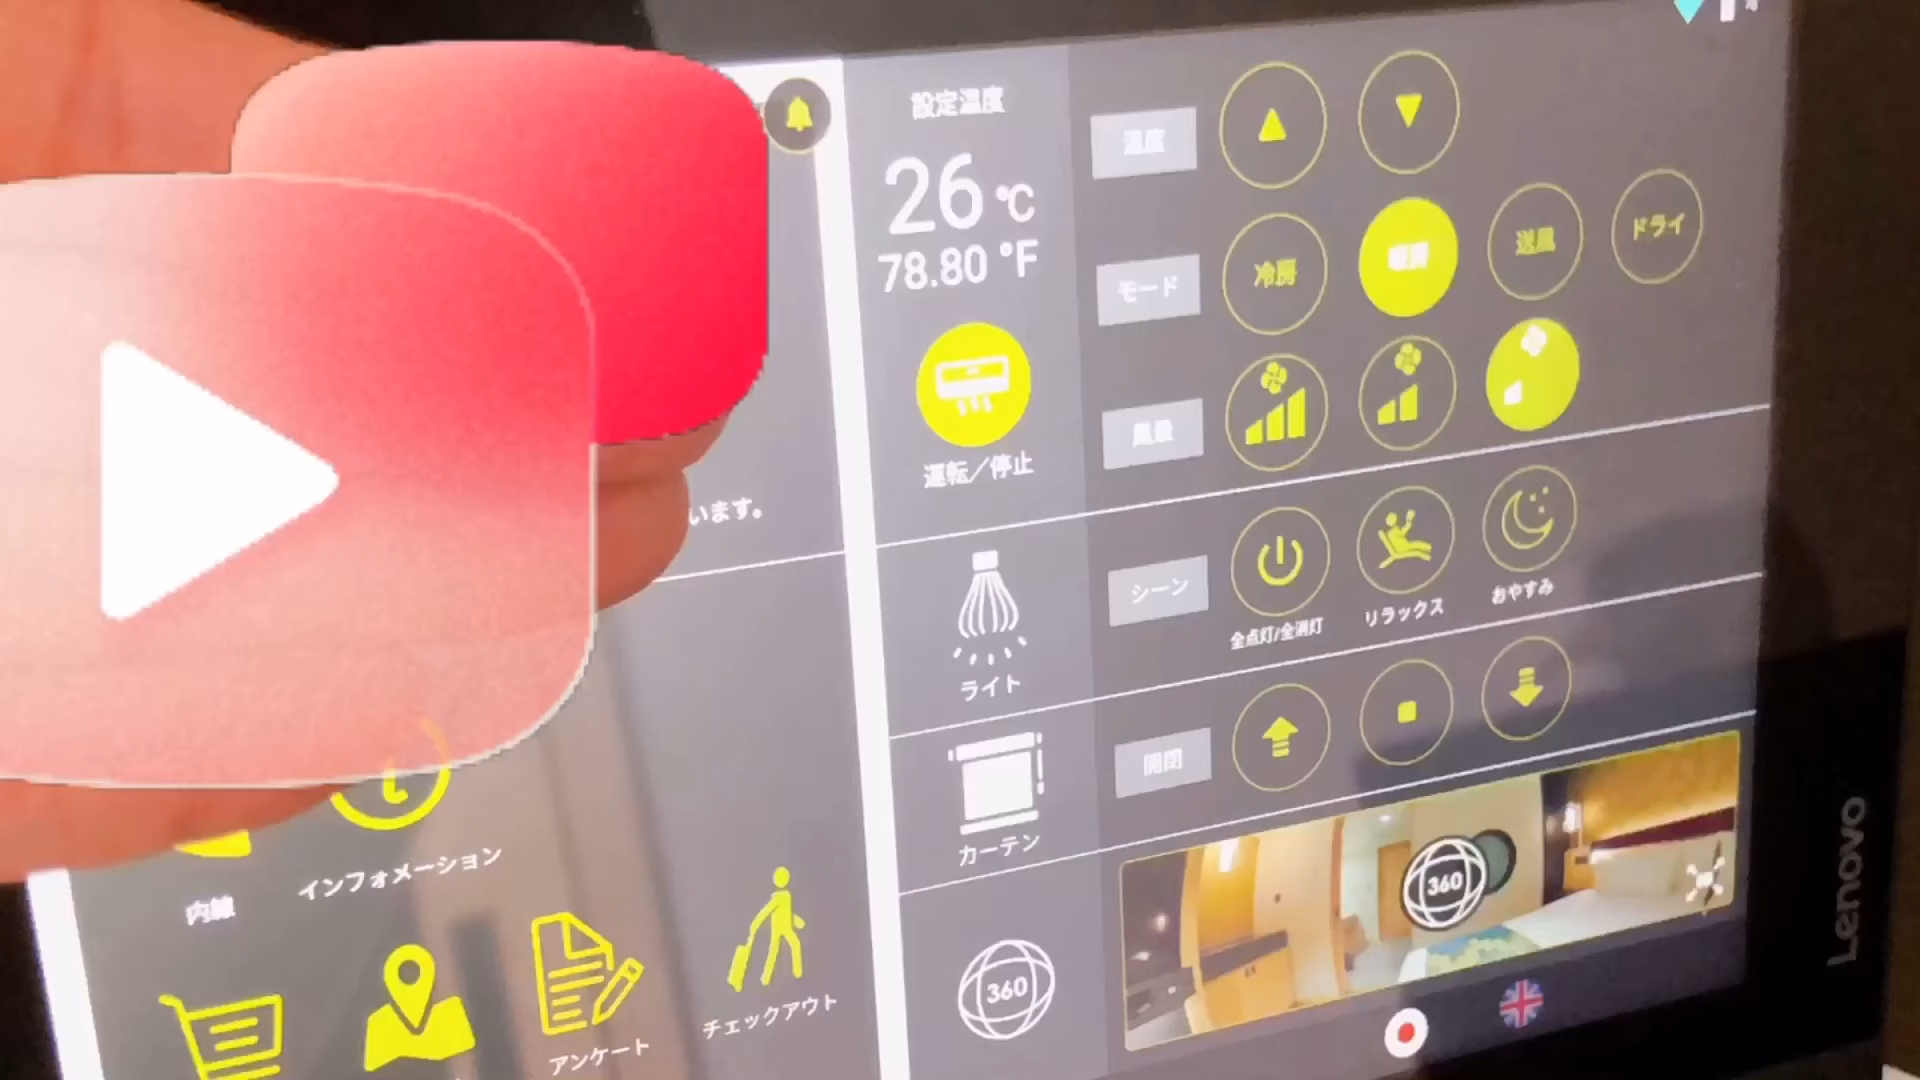 います。
内線
インフォメーション
アンケート
チェックアウト
設定温度
26℃
78.80 °F
運転/停止
温度
モード
冷房
暖房
送風
ドライ
風量
ライト
シーン
全点灯/全消灯
リラックス
おやすみ
カーテン
開閉
360
360
Lenovo